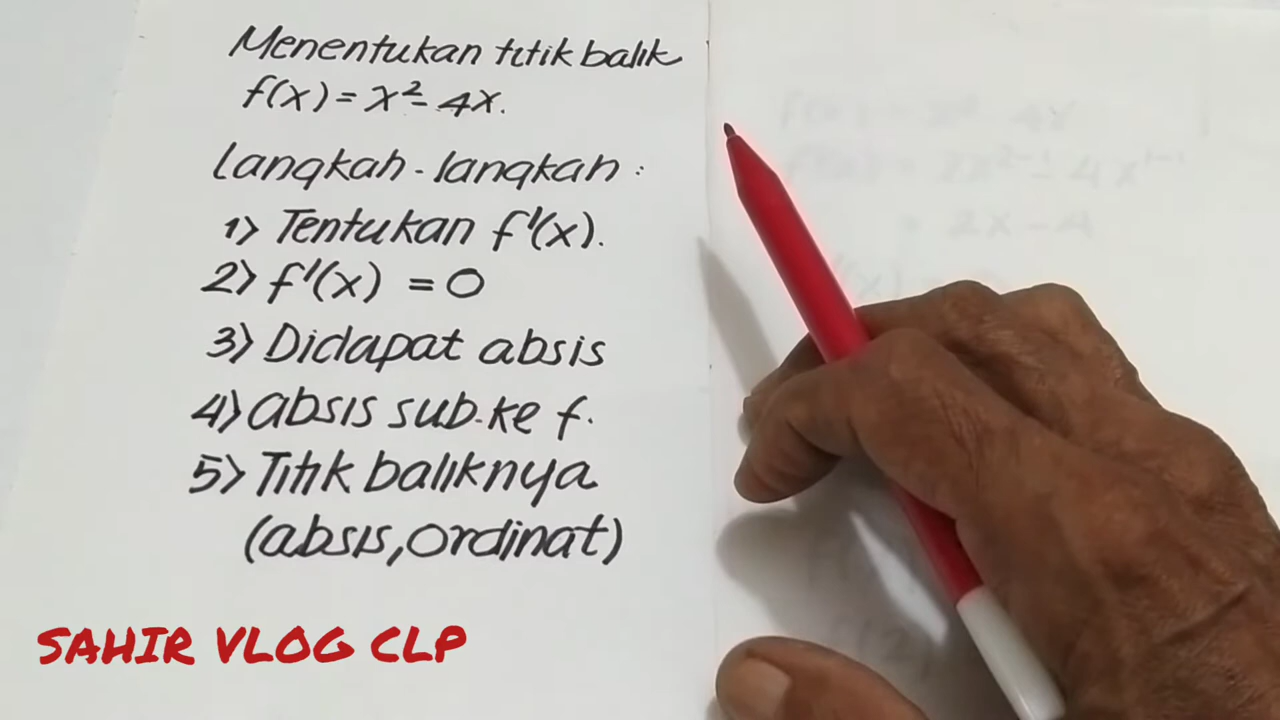 Menentukan titik balik
f(x) = x² - 4x.
Langkah - langkah :
1) Tentukan f'(x).
2) f'(x) = 0
3) Didapat absis
4) absis sub. ke f.
5) Titik baliknya
(absis, ordinat)
SAHIR VLOG CLP